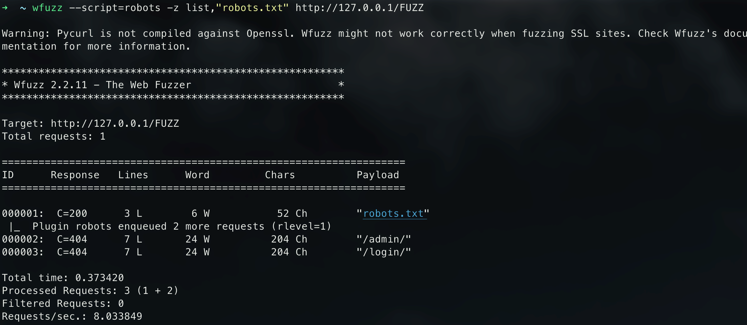 ➜  ~ wfuzz --script=robots -z list,"robots.txt" http://127.0.0.1/FUZZ
Warning: Pycurl is not compiled against Openssl. Wfuzz might not work correctly when fuzzing SSL sites. Check Wfuzz's docu
mentation for more information.
********************************************************
* Wfuzz 2.2.11 - The Web Fuzzer                        *
********************************************************
Target: http://127.0.0.1/FUZZ
Total requests: 1
==================================================================
ID      Response   Lines      Word         Chars          Payload
==================================================================
000001:  C=200      3 L        6 W         52 Ch        "robots.txt"
 |_  Plugin robots enqueued 2 more requests (rlevel=1)
000002:  C=404      7 L       24 W        204 Ch        "/admin/"
000003:  C=404      7 L       24 W        204 Ch        "/login/"
Total time: 0.373420
Processed Requests: 3 (1 + 2)
Filtered Requests: 0
Requests/sec.: 8.033849